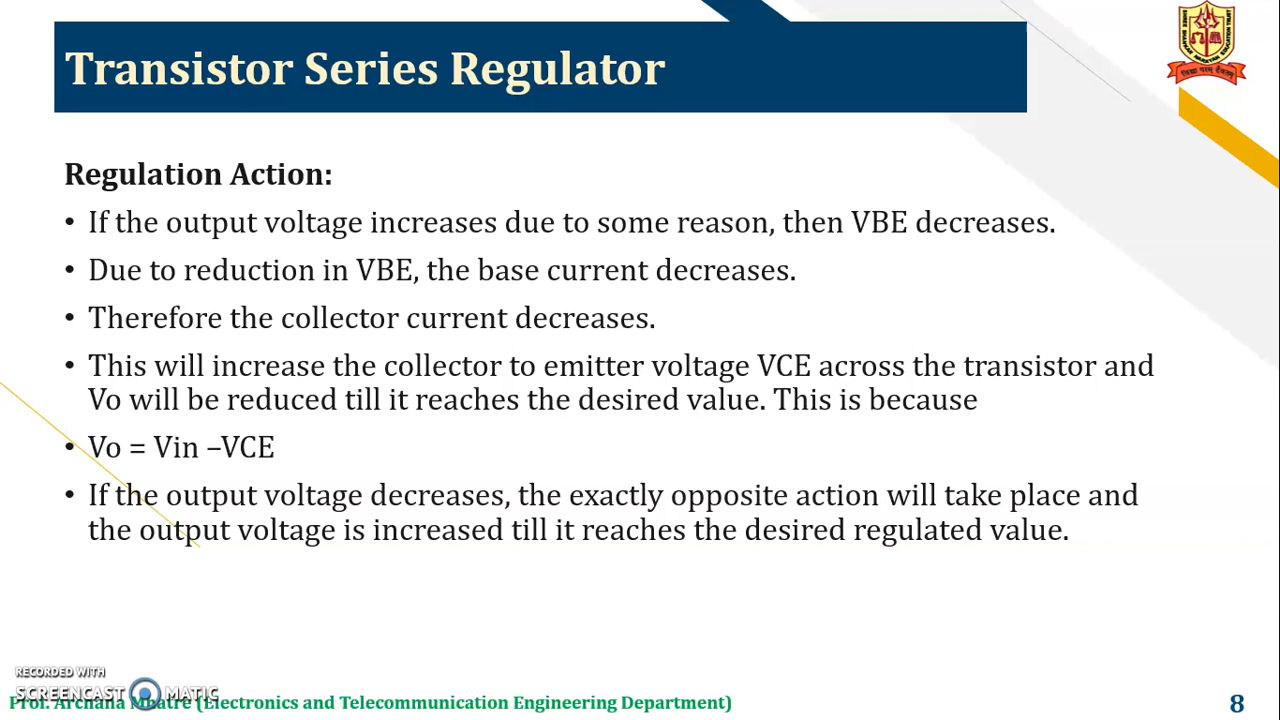 Transistor Series Regulator
Regulation Action:
• If the output voltage increases due to some reason, then VBE decreases.
• Due to reduction in VBE, the base current decreases.
• Therefore the collector current decreases.
• This will increase the collector to emitter voltage VCE across the transistor and
Vo will be reduced till it reaches the desired value. This is because
• Vo = Vin –VCE
• If the output voltage decreases, the exactly opposite action will take place and
the output voltage is increased till it reaches the desired regulated value.
RECORDED WITH
SCREENCAST MATIC
Prof. Archana Mhatre (Electronics and Telecommunication Engineering Department)
8